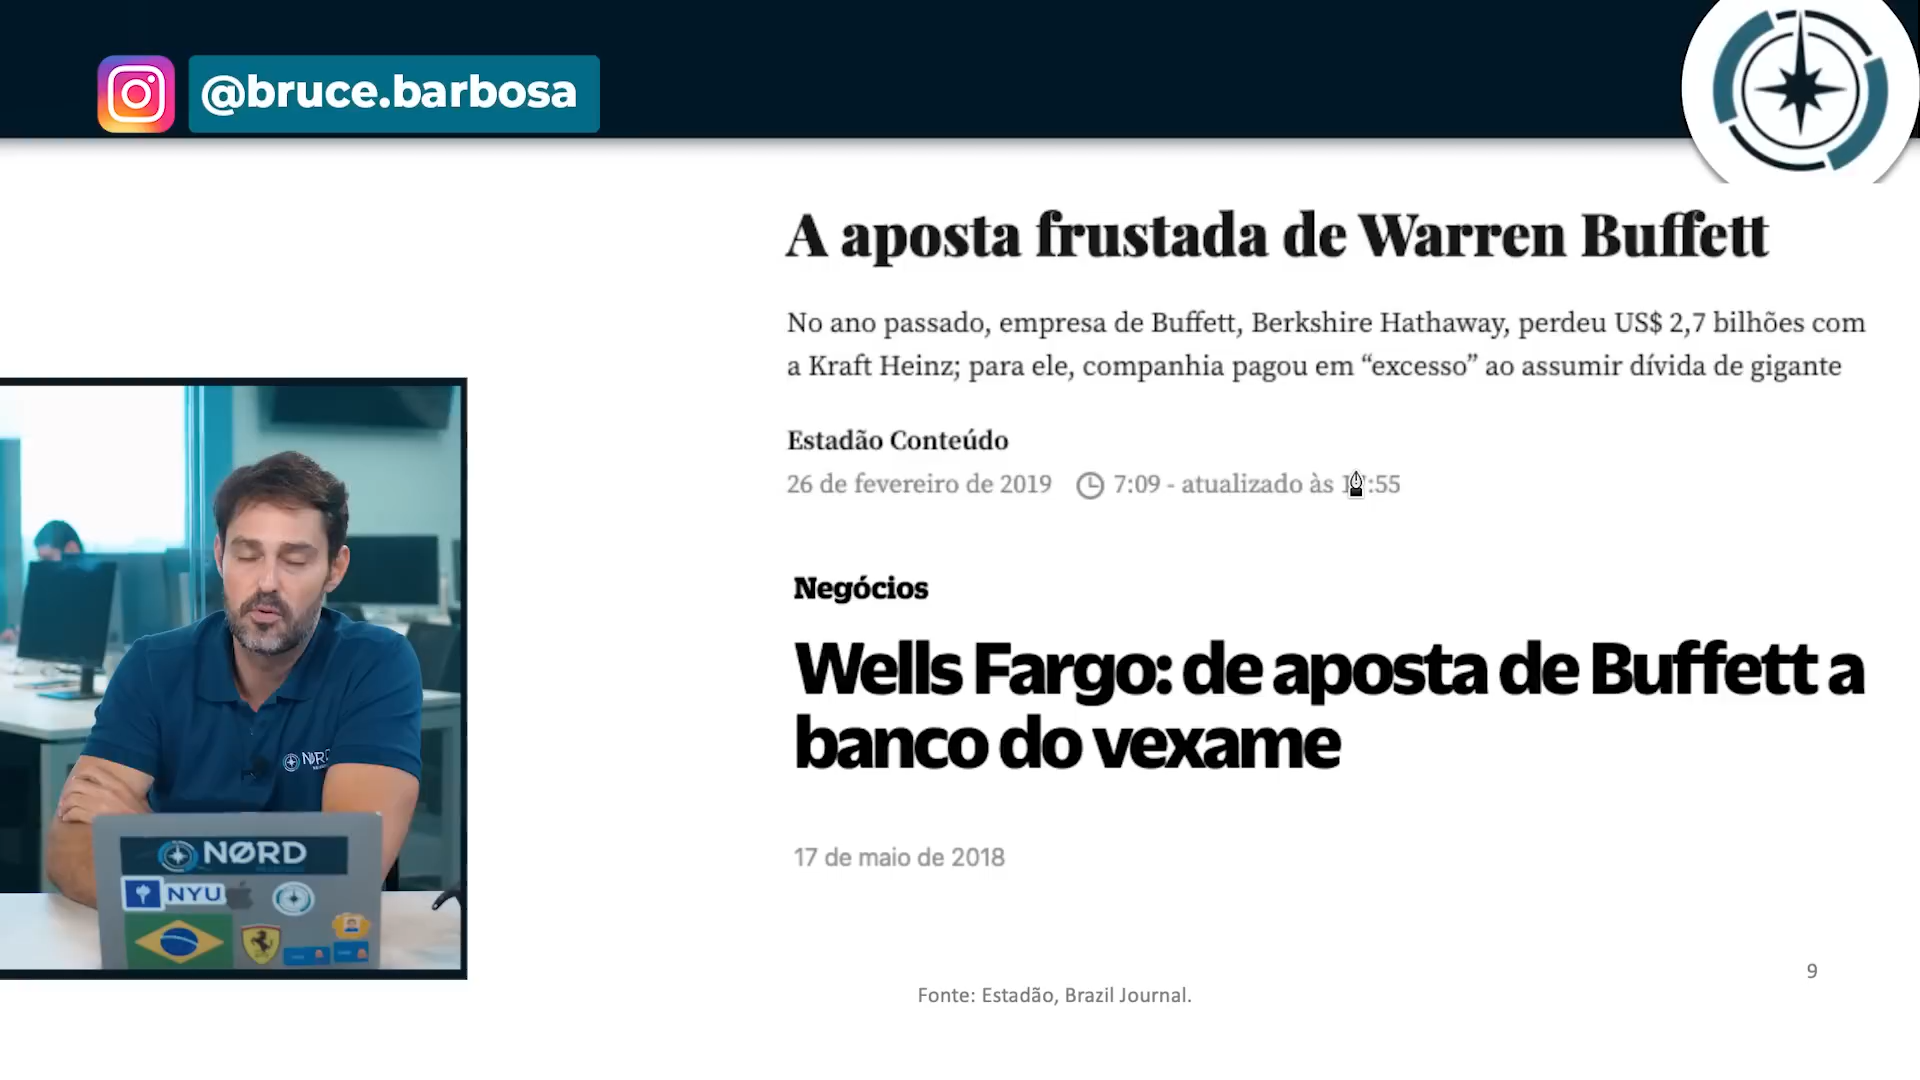 @bruce.barbosa
A aposta frustada de Warren Buffett
No ano passado, empresa de Buffett, Berkshire Hathaway, perdeu US$ 2,7 bilhões com
a Kraft Heinz; para ele, companhia pagou em “excesso” ao assumir dívida de gigante
Estadão Conteúdo
26 de fevereiro de 2019 7:09 - atualizado às :55
Negócios
Wells Fargo: de aposta de Buffett a
banco do vexame
17 de maio de 2018
NØRD
NYU
9
Fonte: Estadão, Brazil Journal.